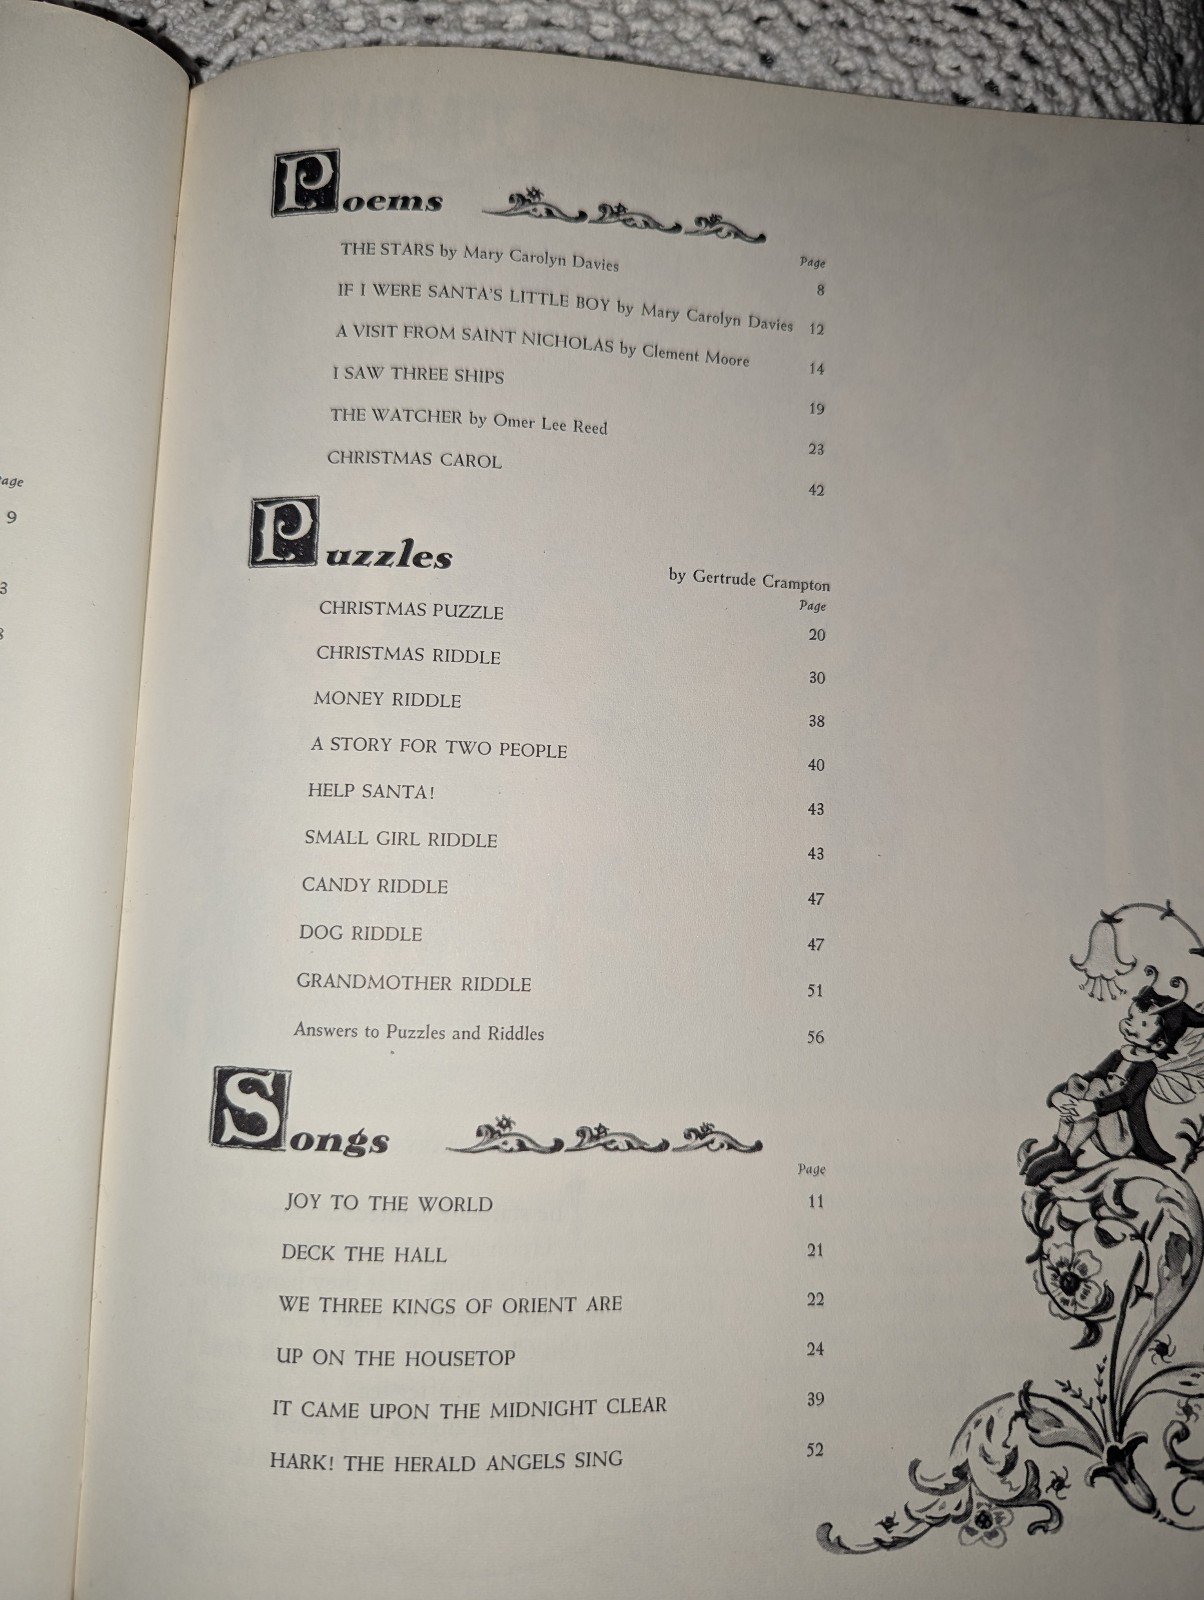 age
9
3
8
Poems
Page
THE STARS by Mary Carolyn Davies 8
IF I WERE SANTA'S LITTLE BOY by Mary Carolyn Davies 12
A VISIT FROM SAINT NICHOLAS by Clement Moore 14
I SAW THREE SHIPS 19
THE WATCHER by Omer Lee Reed 23
CHRISTMAS CAROL 42
Puzzles
by Gertrude Crampton
Page
CHRISTMAS PUZZLE 20
CHRISTMAS RIDDLE 30
MONEY RIDDLE 38
A STORY FOR TWO PEOPLE 40
HELP SANTA! 43
SMALL GIRL RIDDLE 43
CANDY RIDDLE 47
DOG RIDDLE 47
GRANDMOTHER RIDDLE 51
Answers to Puzzles and Riddles 56
Songs
Page
JOY TO THE WORLD 11
DECK THE HALL 21
WE THREE KINGS OF ORIENT ARE 22
UP ON THE HOUSETOP 24
IT CAME UPON THE MIDNIGHT CLEAR 39
HARK! THE HERALD ANGELS SING 52